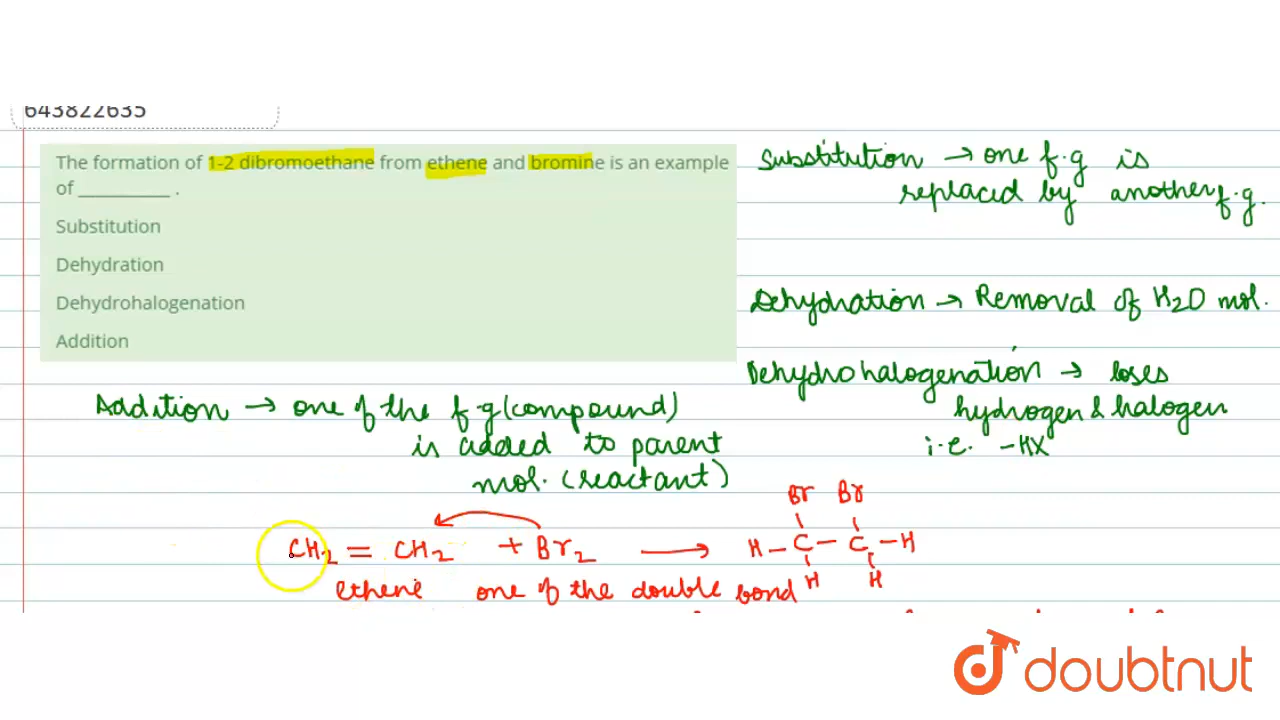 643822635
The formation of 1-2 dibromoethane from ethene and bromine is an example
of ___________ .
Substitution
Dehydration
Dehydrohalogenation
Addition
Substitution → one f.g is
replaced by another f.g.
Dehydration → Removal of H2O mol.
Dehydrohalogenation → loses
hydrogen & halogen
i.e. -HX
Addition → one of the f.g (compound)
is added to parent
mol. (reactant)
Br Br
CH2 = CH2 + Br2 → H - C - C - H
H H
ethene one of the double bond
doubtnut